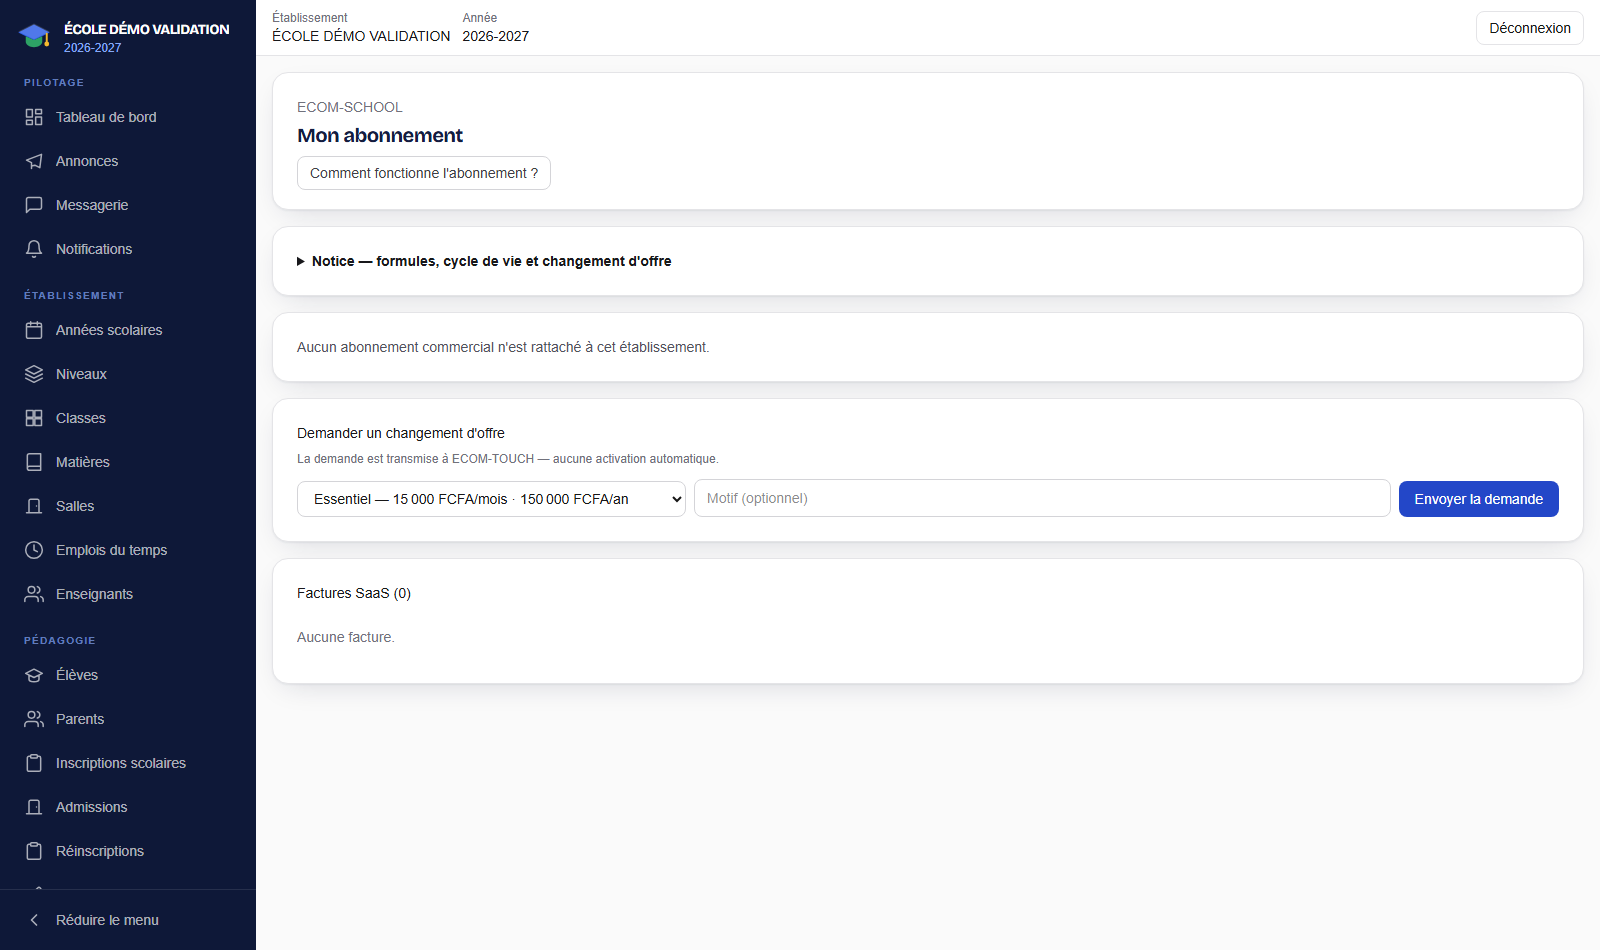 ÉCOLE DÉMO VALIDATION
2026-2027
PILOTAGE
Tableau de bord
Annonces
Messagerie
Notifications
ÉTABLISSEMENT
Années scolaires
Niveaux
Classes
Matières
Salles
Emplois du temps
Enseignants
PÉDAGOGIE
Élèves
Parents
Inscriptions scolaires
Admissions
Réinscriptions
Réduire le menu
Établissement
ÉCOLE DÉMO VALIDATION
Année
2026-2027
Déconnexion
ECOM-SCHOOL
Mon abonnement
Comment fonctionne l'abonnement ?
Notice — formules, cycle de vie et changement d'offre
Aucun abonnement commercial n'est rattaché à cet établissement.
Demander un changement d'offre
La demande est transmise à ECOM-TOUCH — aucune activation automatique.
Essentiel — 15 000 FCFA/mois · 150 000 FCFA/an
Motif (optionnel)
Envoyer la demande
Factures SaaS (0)
Aucune facture.